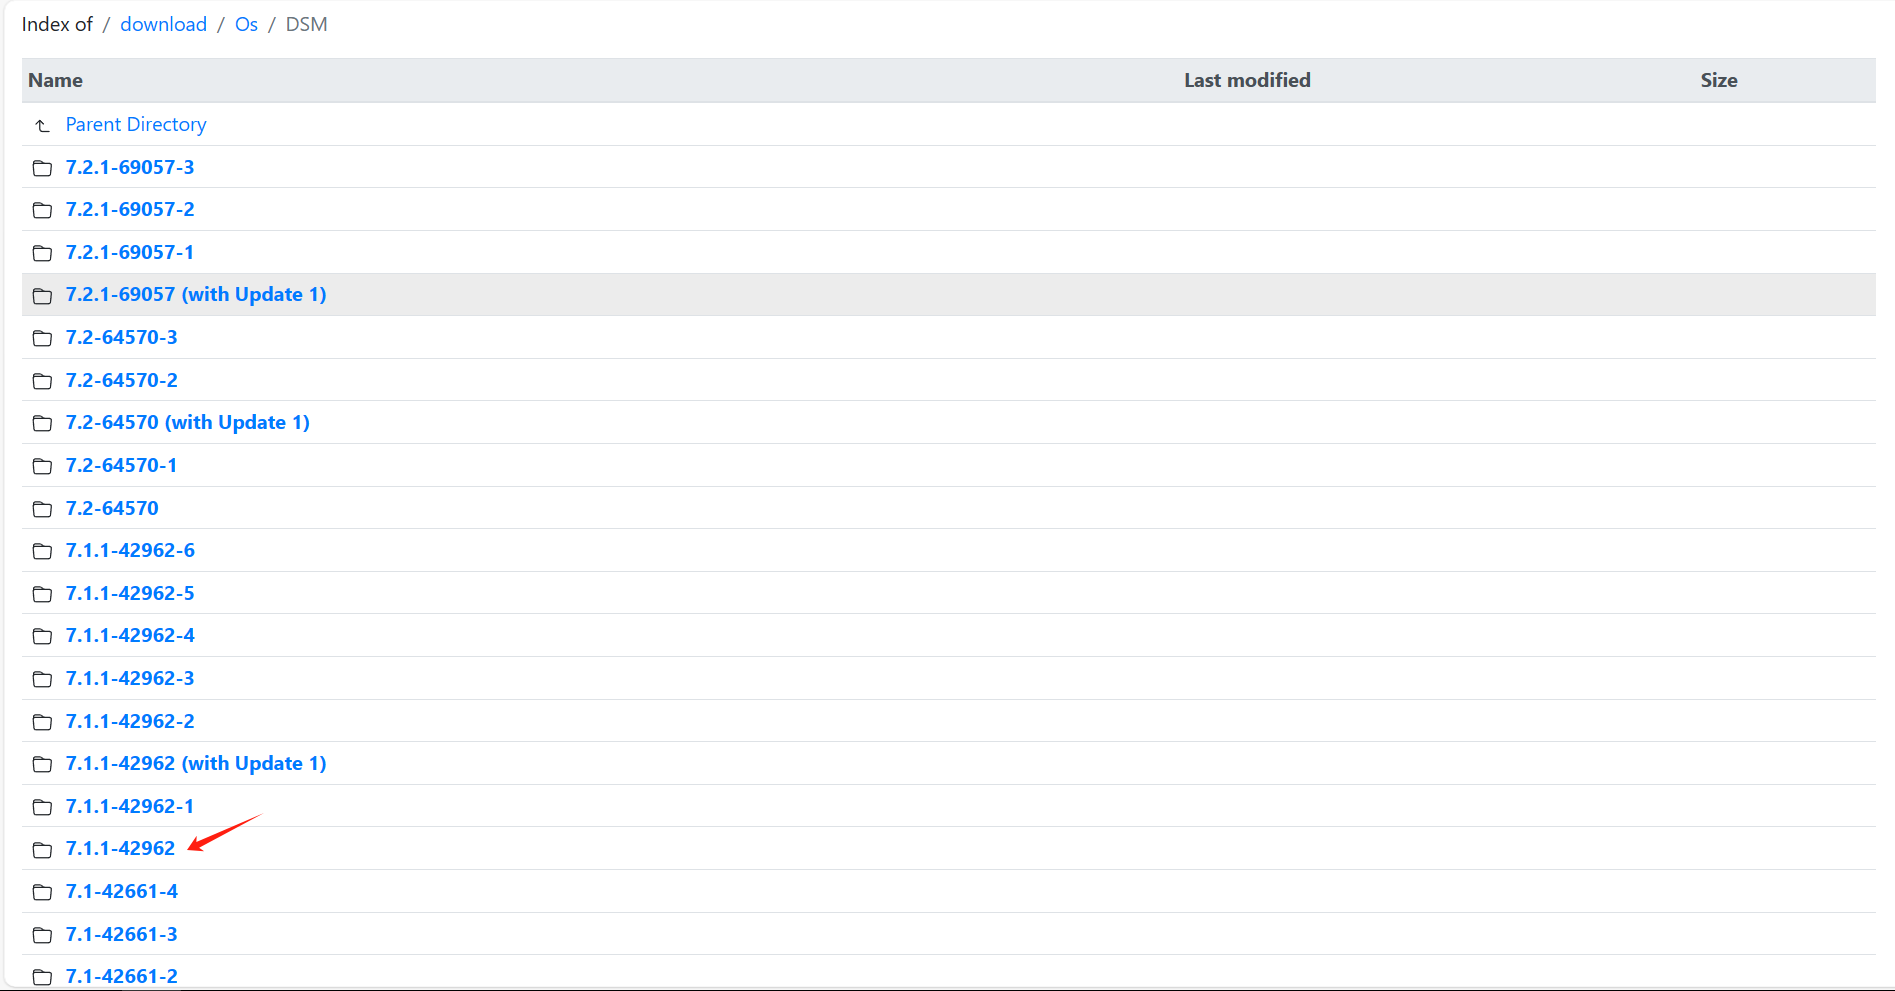 Index of / download / Os / DSM
Name Last modified Size
Parent Directory
7.2.1-69057-3
7.2.1-69057-2
7.2.1-69057-1
7.2.1-69057 (with Update 1)
7.2-64570-3
7.2-64570-2
7.2-64570 (with Update 1)
7.2-64570-1
7.2-64570
7.1.1-42962-6
7.1.1-42962-5
7.1.1-42962-4
7.1.1-42962-3
7.1.1-42962-2
7.1.1-42962 (with Update 1)
7.1.1-42962-1
7.1.1-42962
7.1-42661-4
7.1-42661-3
7.1-42661-2